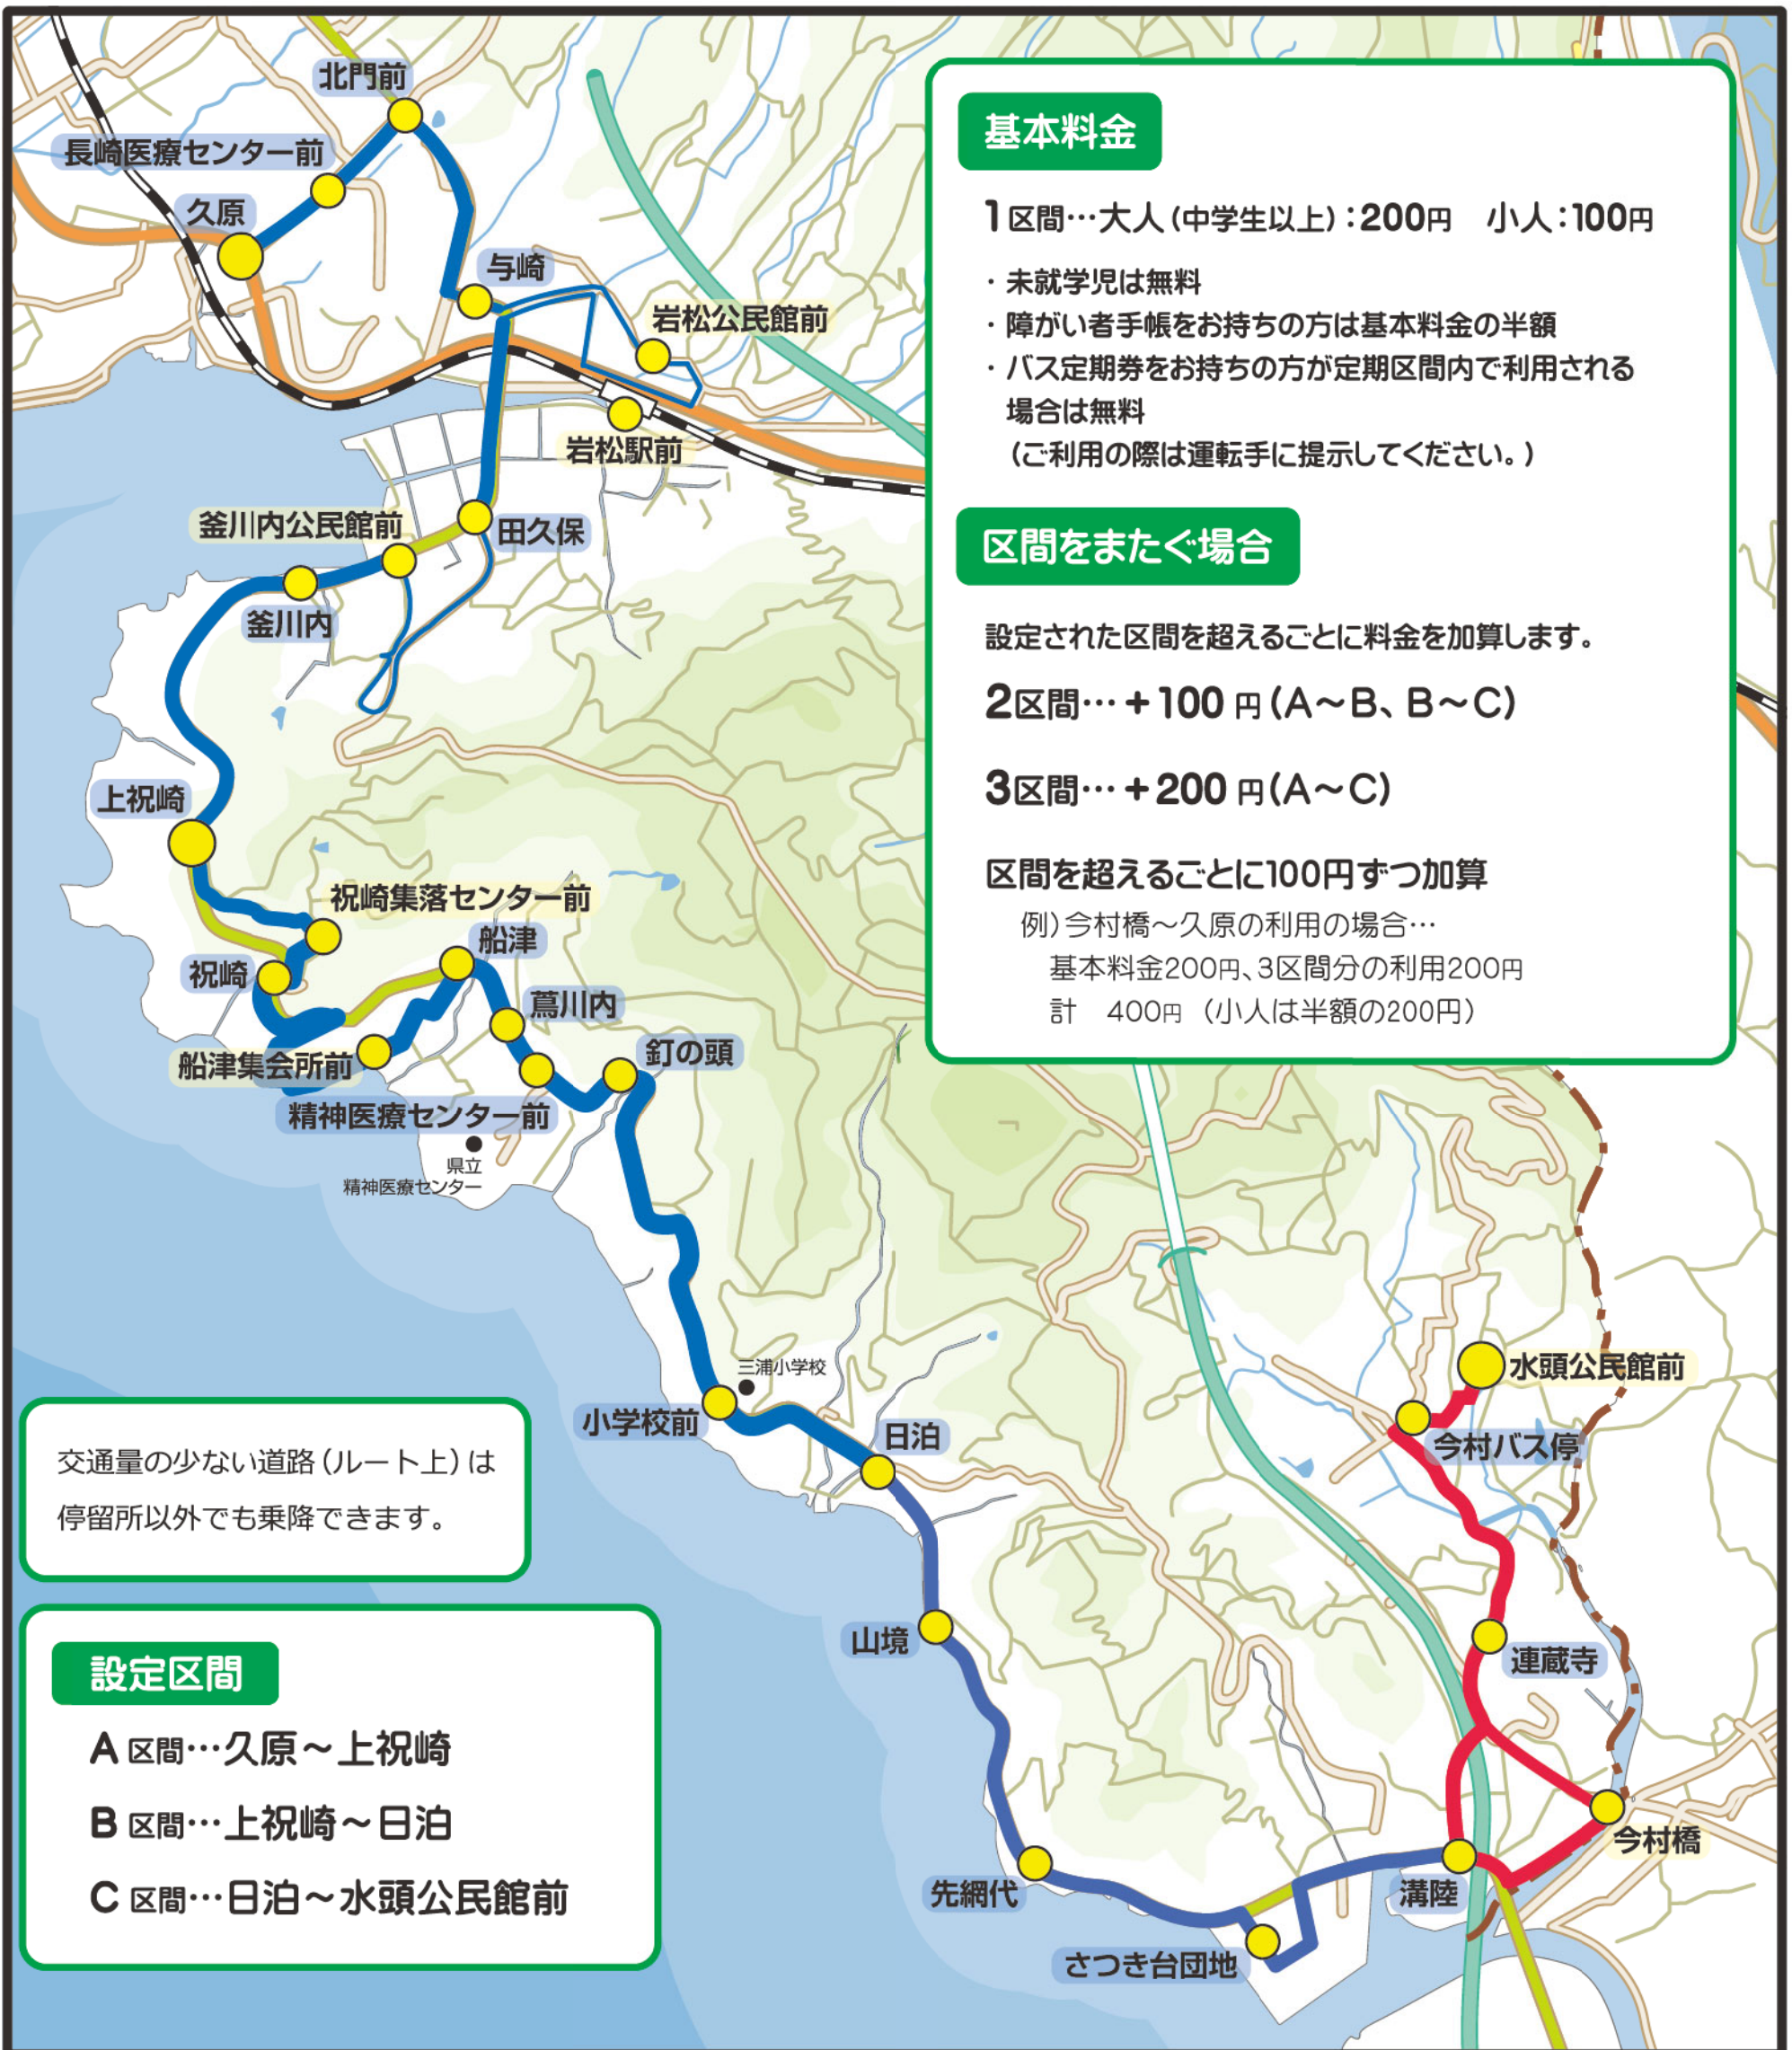 北門前
長崎医療センター前
久原
与崎
岩松公民館前
岩松駅前
釜川内公民館前
田久保
釜川内
上祝崎
祝崎集落センター前
船津
祝崎
蔦川内
船津集会所前
釘の頭
精神医療センター前
県立
精神医療センター
三浦小学校
小学校前
日泊
水頭公民館前
今村バス停
山境
連蔵寺
今村橋
先網代
溝陸
さつき台団地
基本料金
1区間…大人(中学生以上):200円 小人:100円
・未就学児は無料
・障がい者手帳をお持ちの方は基本料金の半額
・バス定期券をお持ちの方が定期区間内で利用される
場合は無料
(ご利用の際は運転手に提示してください。)
区間をまたぐ場合
設定された区間を超えるごとに料金を加算します。
2区間…+100円(A～B、B～C)
3区間…+200円(A～C)
区間を超えるごとに100円ずつ加算
例)今村橋～久原の利用の場合…
基本料金200円、3区間分の利用200円
計 400円 (小人は半額の200円)
交通量の少ない道路(ルート上)は
停留所以外でも乗降できます。
設定区間
A区間…久原～上祝崎
B区間…上祝崎～日泊
C区間…日泊～水頭公民館前